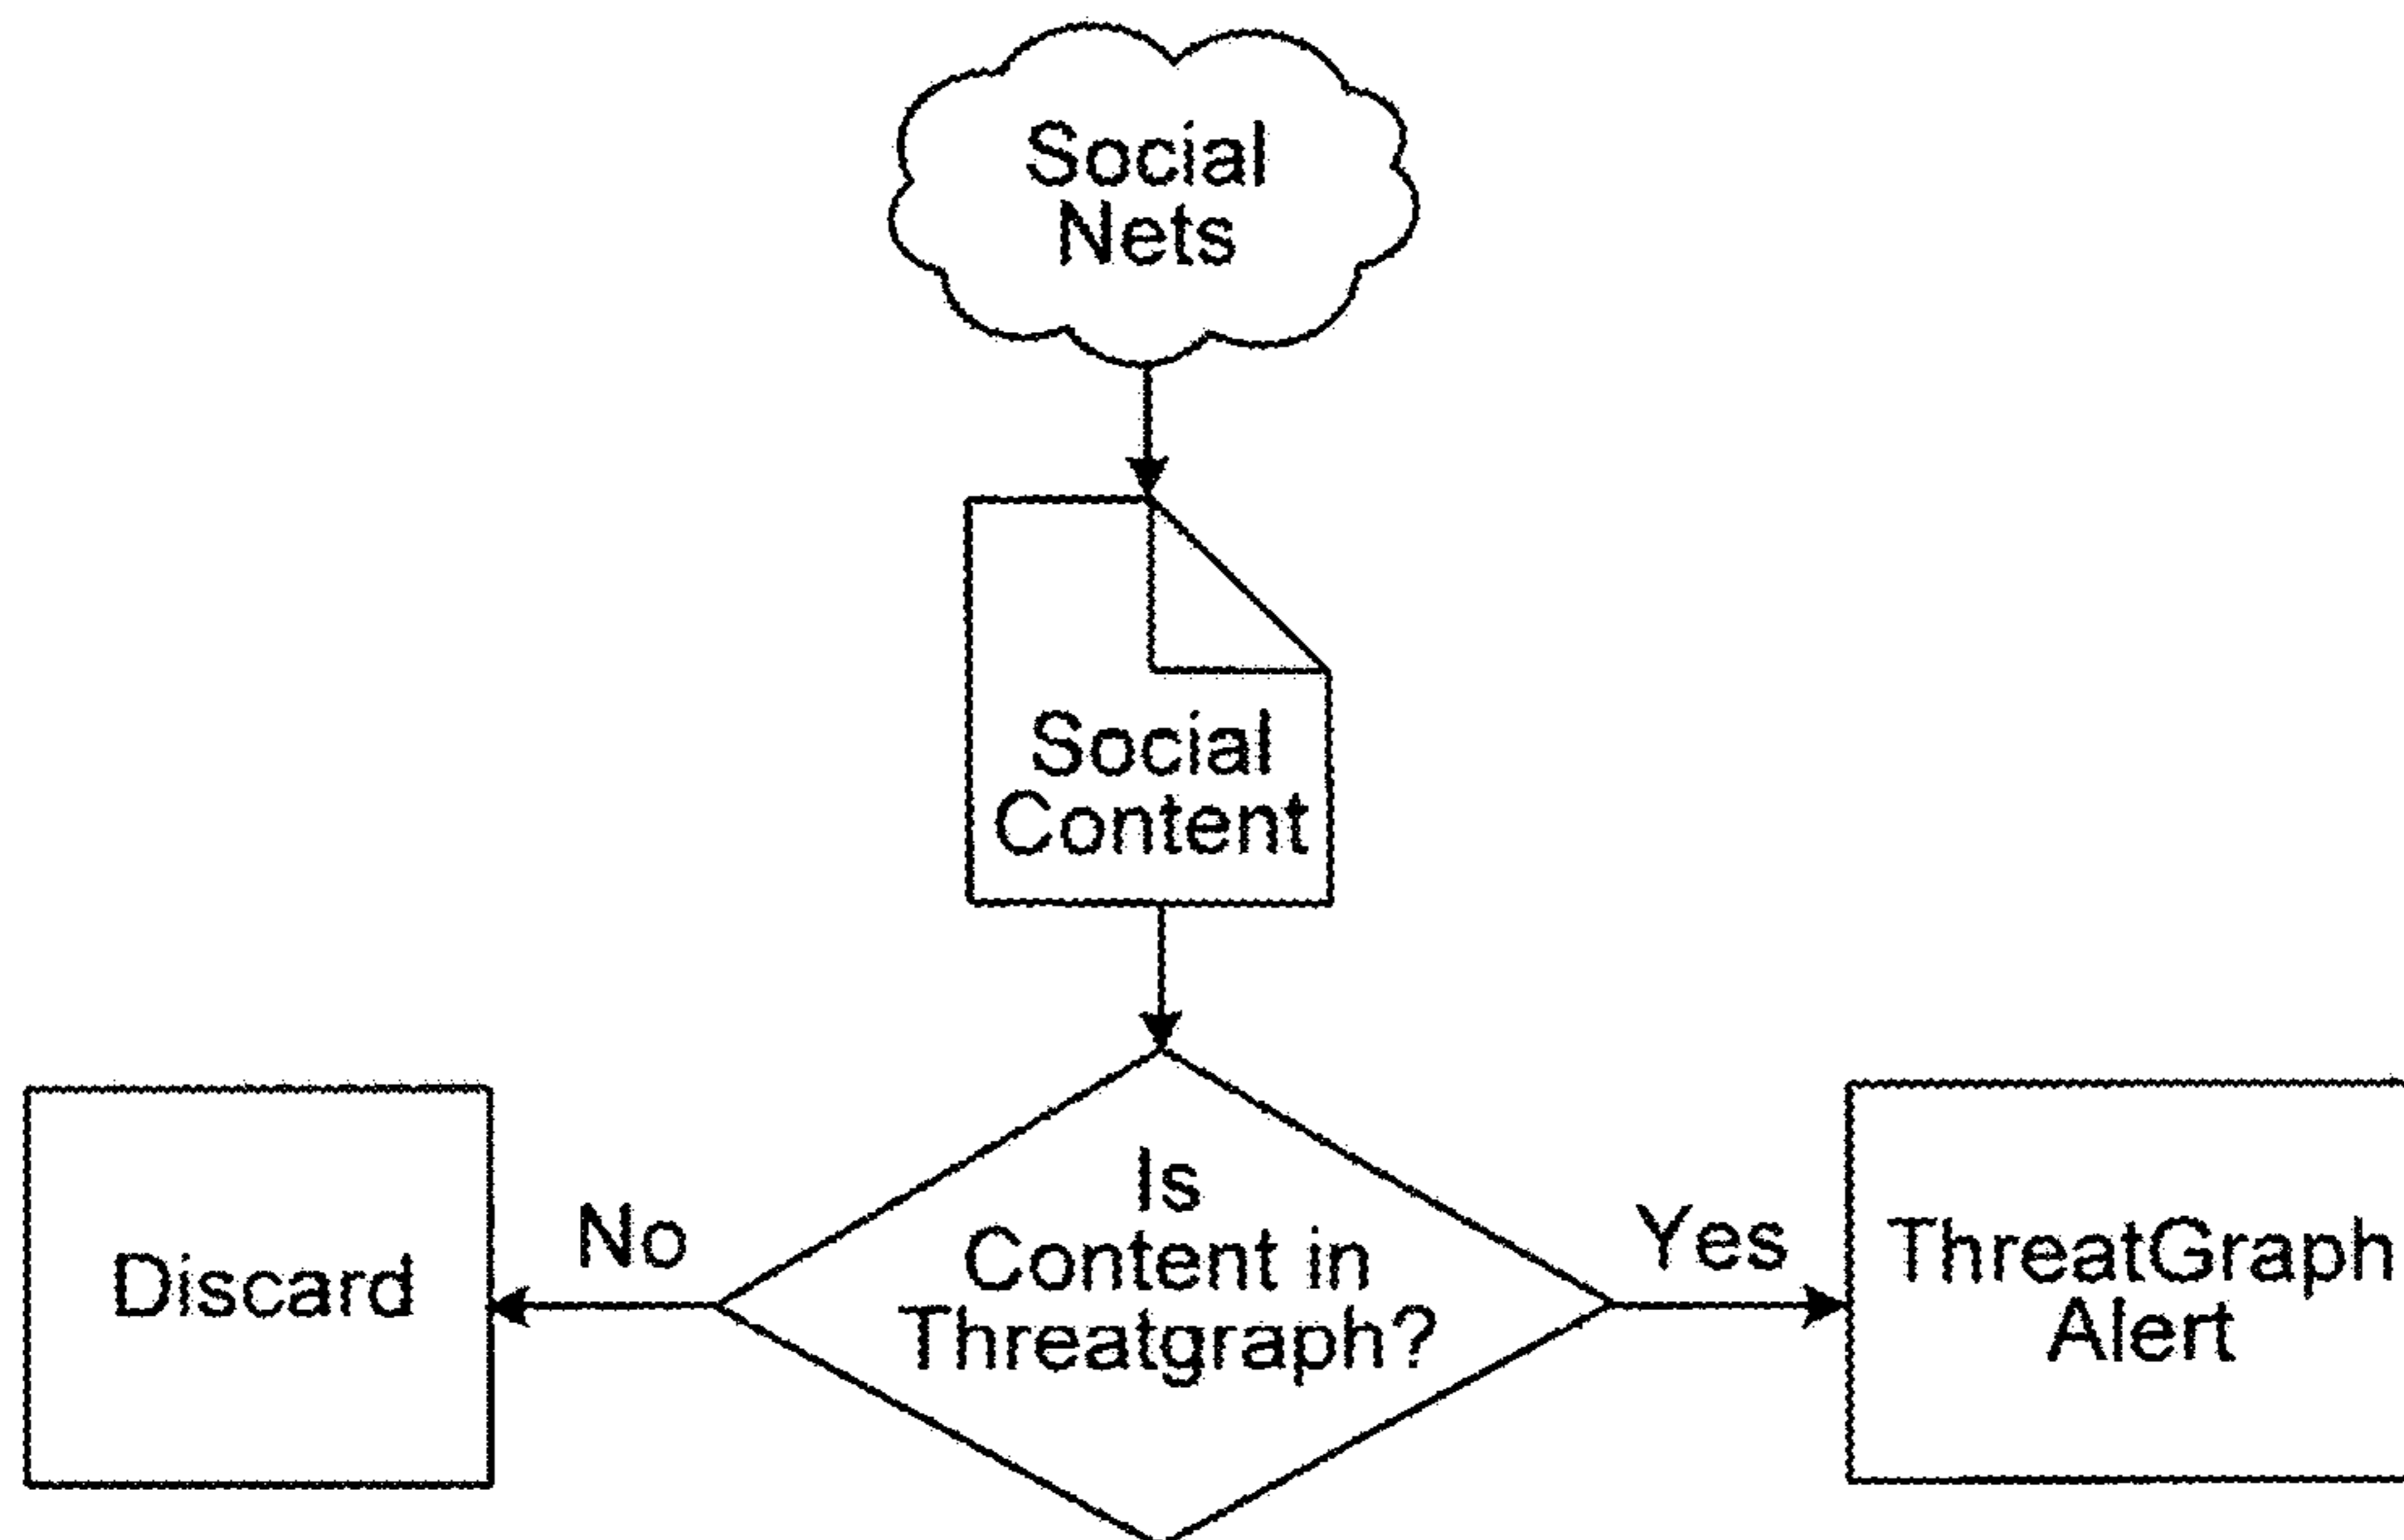 Social
Nets
Social
Content
Is
Content in
Threatgraph?
No
Discard
Yes
ThreatGraph
Alert